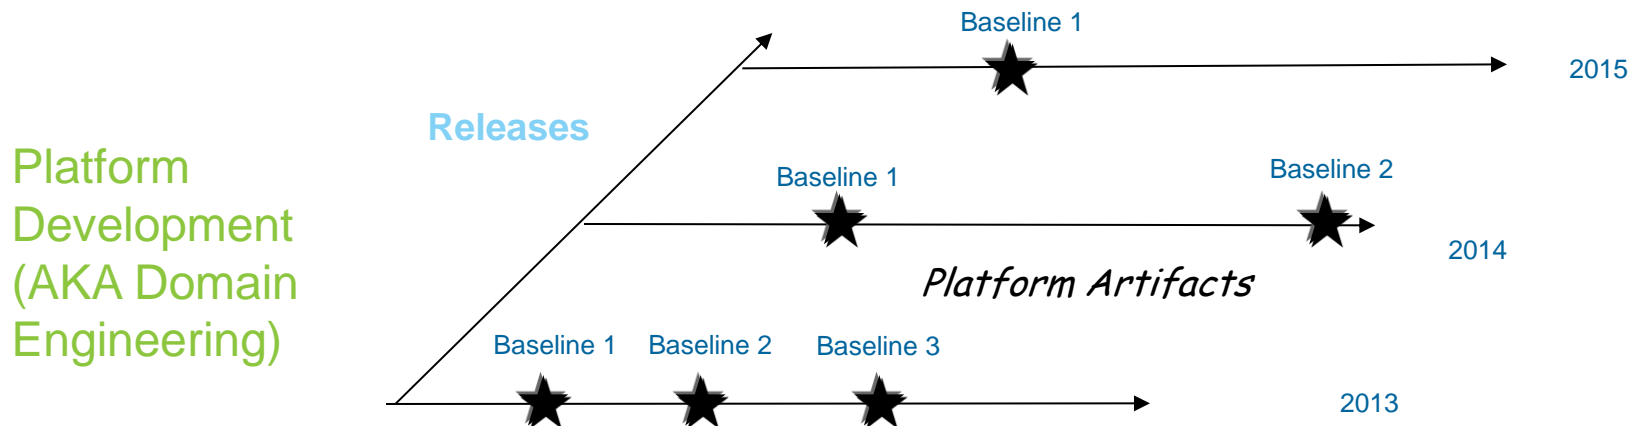 Baseline 1
2015
Releases
Platform
Development
(AKA Domain
Engineering)
Baseline 1
Baseline 2
2014
Platform Artifacts
Baseline 1
Baseline 2
Baseline 3
2013